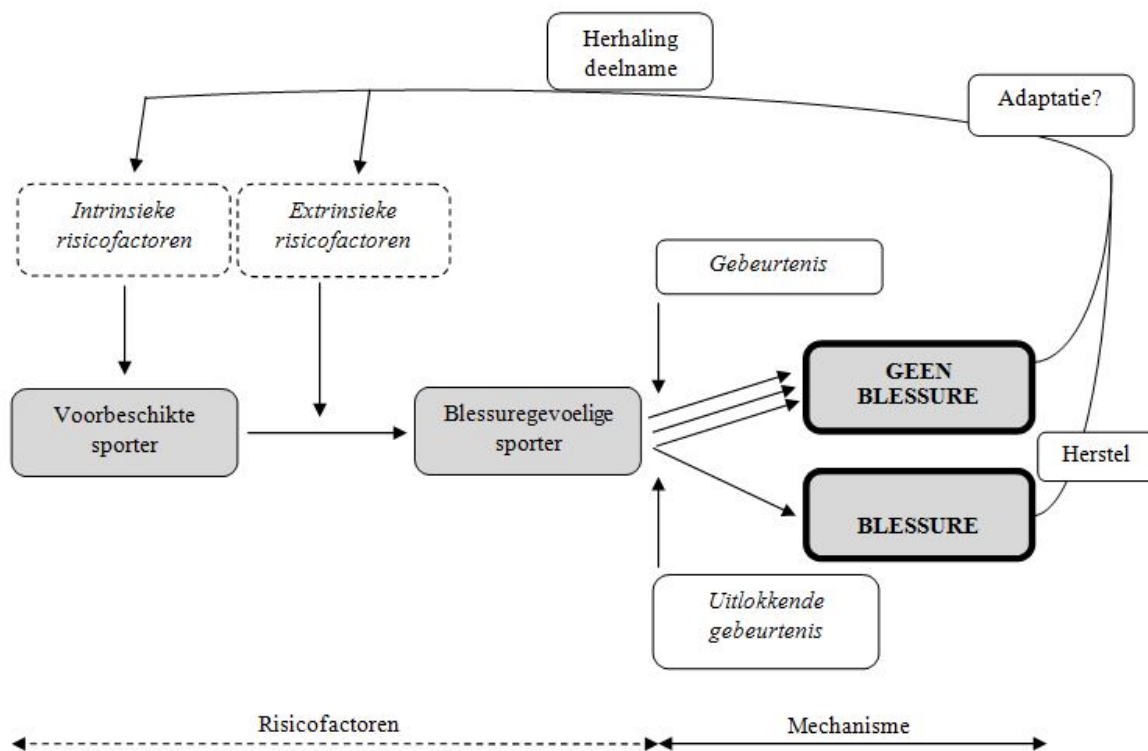 Herhaling
deelname
Adaptatie?
Intrinsieke
risicofactoren
Extrinsieke
risicofactoren
Gebeurtenis
Voorbeschikte
sporter
Blessuregevoelige
sporter
GEEN
BLESSURE
Herstel
BLESSURE
Uitlokkende
gebeurtenis
Risicofactoren
Mechanisme